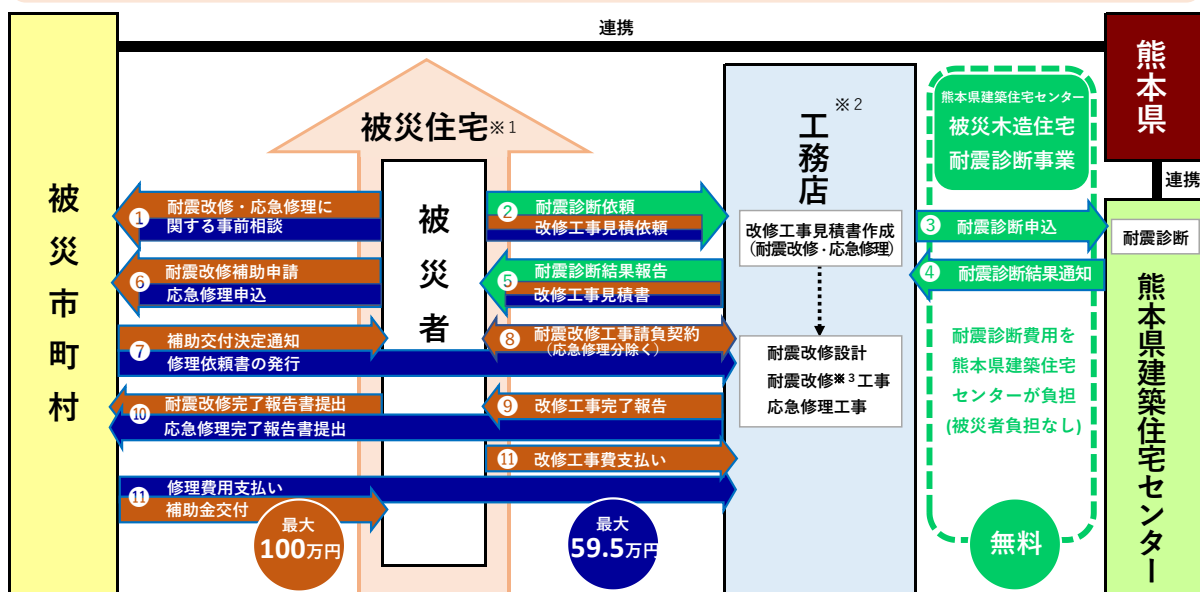 連携
熊本県
連携
被災市町村
被災住宅※1
被災者
工務店
※2
熊本県建築住宅センター
被災木造住宅
耐震診断事業
① 耐震改修・応急修理に
関する事前相談
② 耐震診断依頼
改修工事見積依頼
改修工事見積書作成
(耐震改修・応急修理)
③ 耐震診断申込
耐震診断
④ 耐震診断結果通知
⑤ 耐震診断結果報告
改修工事見積書
⑥ 耐震改修補助申請
応急修理申込
⑦ 補助交付決定通知
修理依頼書の発行
⑧ 耐震改修工事請負契約
(応急修理分除く)
耐震改修設計
耐震改修※3工事
応急修理工事
耐震診断費用を
熊本県建築住宅
センターが負担
(被災者負担なし)
熊本県建築住宅センター
⑨ 改修工事完了報告
⑩ 耐震改修完了報告書提出
応急修理完了報告書提出
⑪ 改修工事費支払い
⑪ 修理費用支払い
補助金交付
最大
100万円
最大
59.5万円
無料